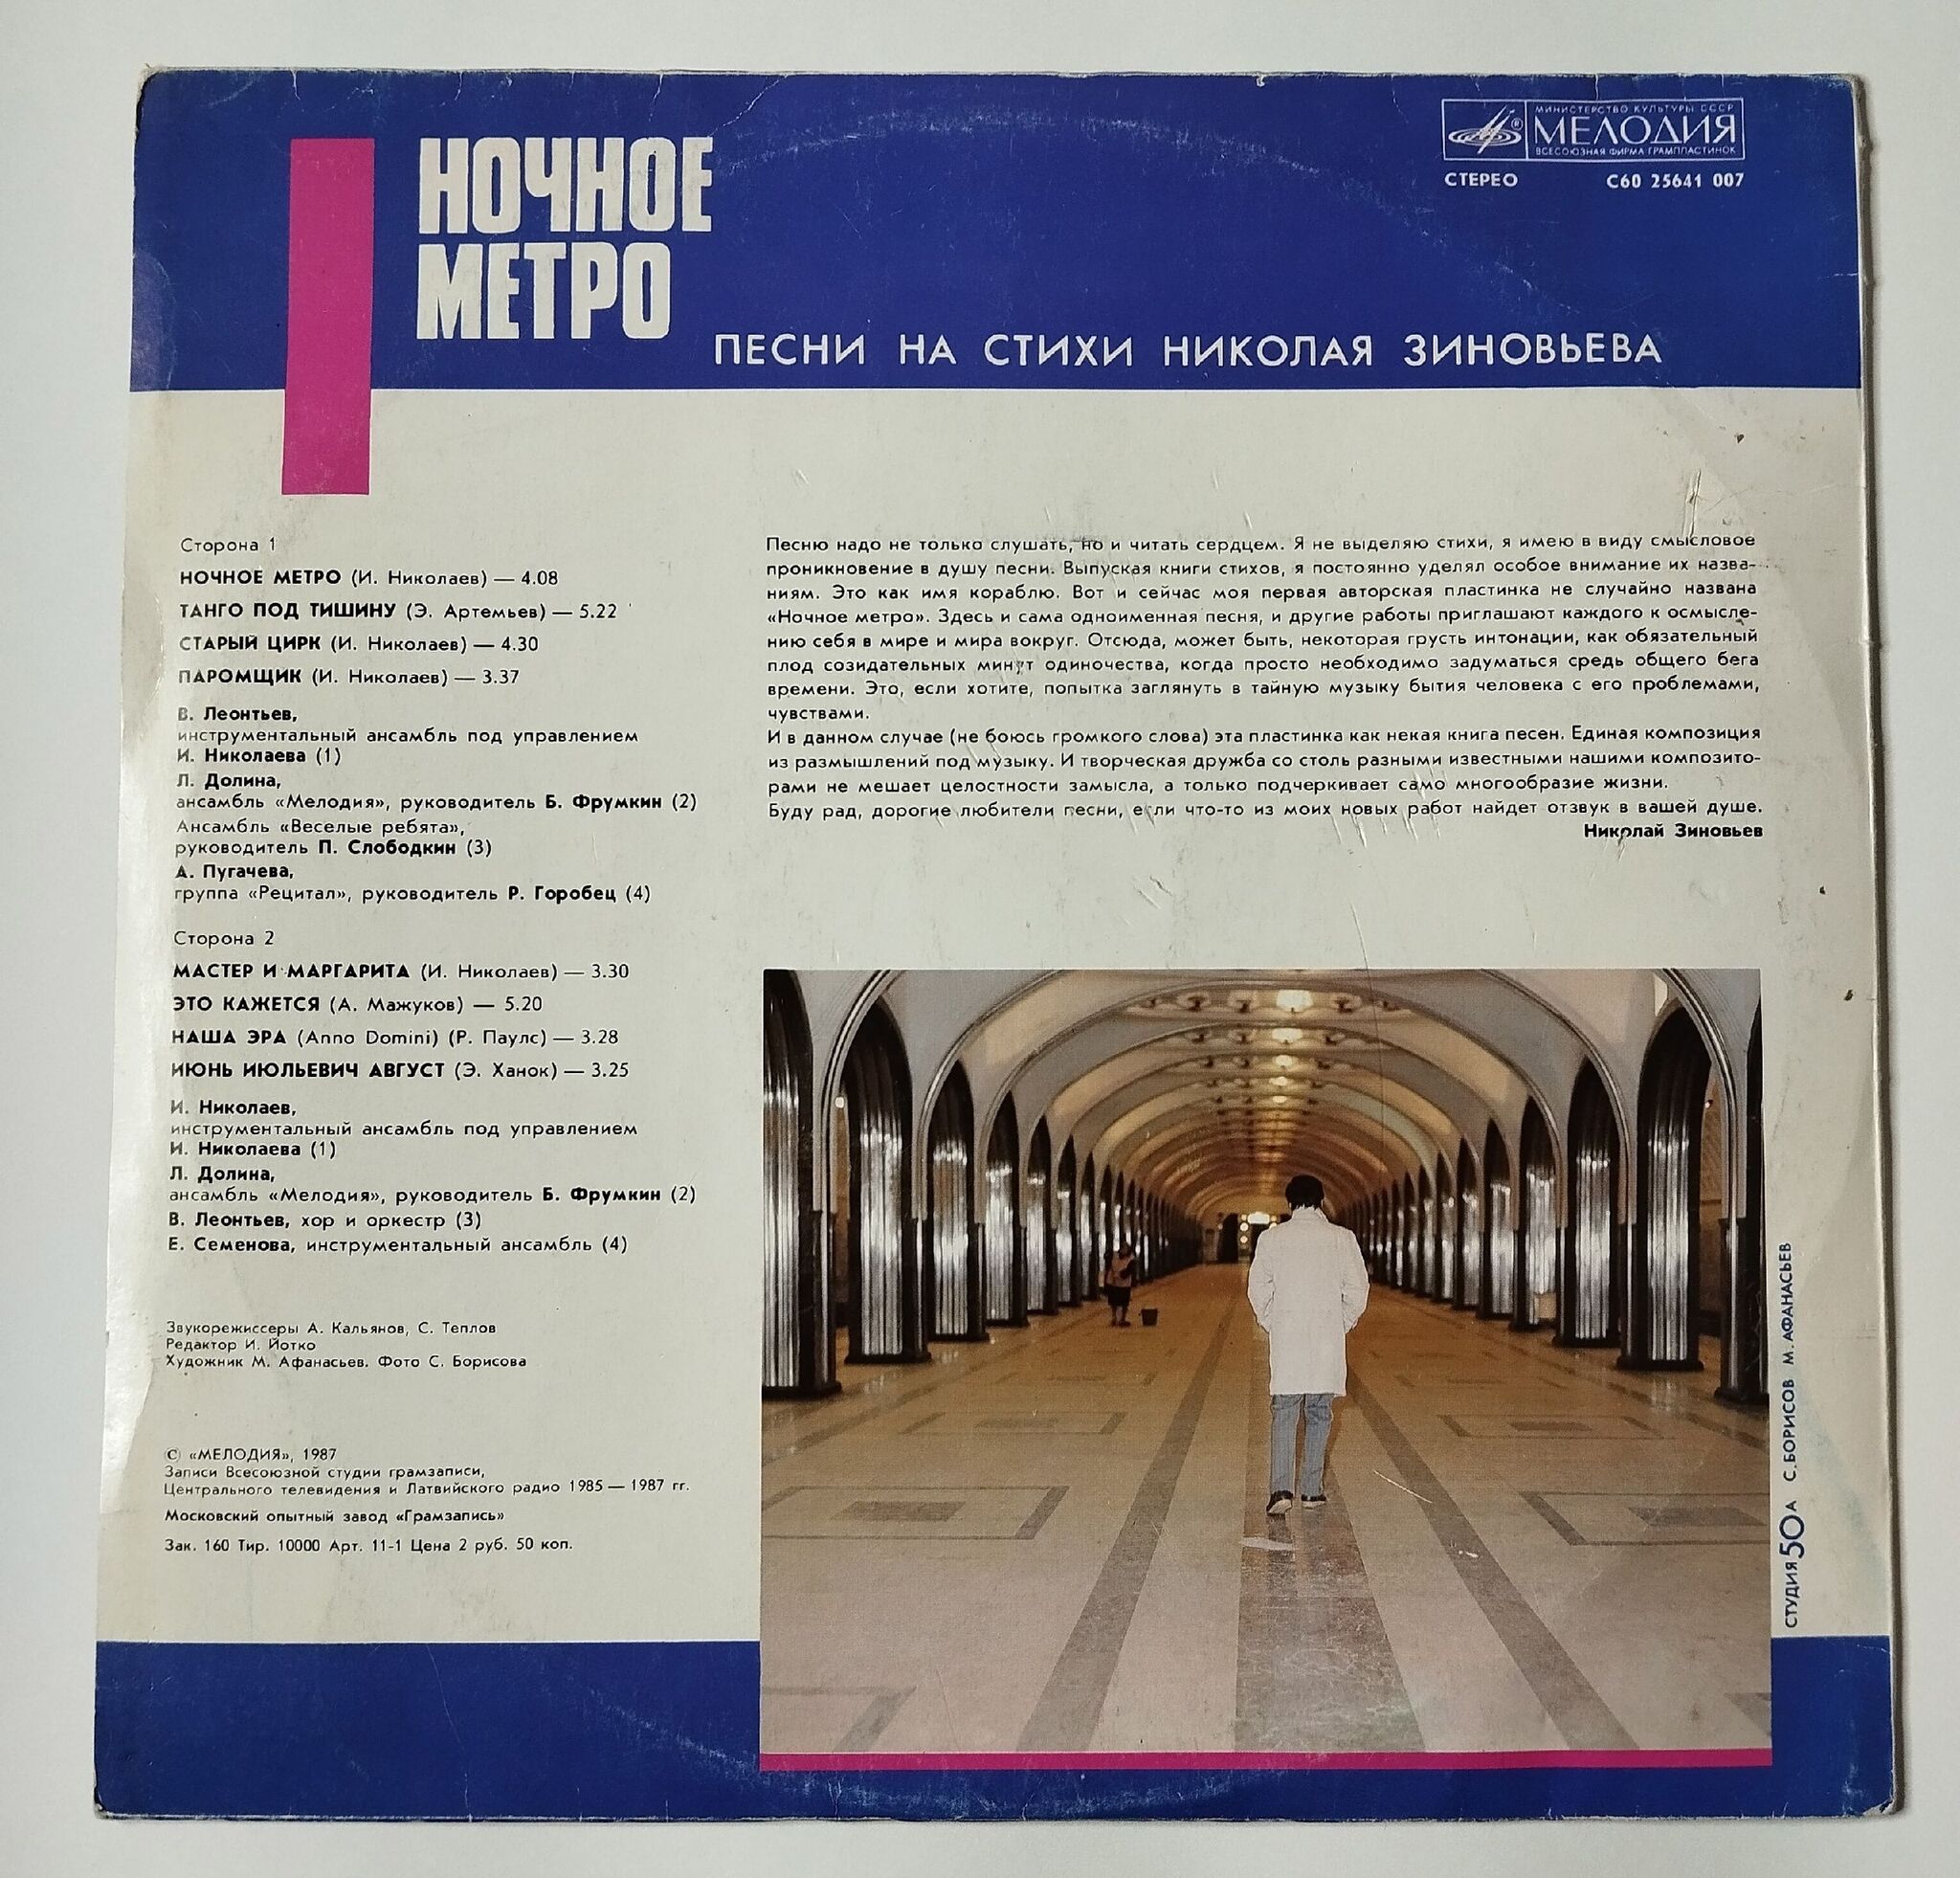 НОЧНОЕ
МЕТРО
ПЕСНИ НА СТИХИ НИКОЛАЯ ЗИНОВЬЕВА
МИНИСТЕРСТВО КУЛЬТУРЫ СССР
МЕЛОДИЯ
ВСЕСОЮЗНАЯ ФИРМА ГРАМПЛАСТИНОК
СТЕРЕО С60 25641 007
Сторона 1
НОЧНОЕ МЕТРО (И. Николаев) — 4.08
ТАНГО ПОД ТИШИНУ (Э. Артемьев) — 5.22
СТАРЫЙ ЦИРК (И. Николаев) — 4.30
ПАРОМЩИК (И. Николаев) — 3.37
В. Леонтьев,
инструментальный ансамбль под управлением
И. Николаева (1)
Л. Долина,
ансамбль «Мелодия», руководитель Б. Фрумкин (2)
Ансамбль «Веселые ребята»,
руководитель П. Слободкин (3)
А. Пугачева,
группа «Рецитал», руководитель Р. Горобец (4)
Сторона 2
МАСТЕР И МАРГАРИТА (И. Николаев) — 3.30
ЭТО КАЖЕТСЯ (А. Мажуков) — 5.20
НАША ЭРА (Anno Domini) (Р. Паулс) — 3.28
ИЮНЬ ИЮЛЬЕВИЧ АВГУСТ (Э. Ханок) — 3.25
И. Николаев,
инструментальный ансамбль под управлением
И. Николаева (1)
Л. Долина,
ансамбль «Мелодия», руководитель Б. Фрумкин (2)
В. Леонтьев, хор и оркестр (3)
Е. Семенова, инструментальный ансамбль (4)
Звукорежиссеры А. Кальянов, С. Теплов
Редактор И. Йотко
Художник М. Афанасьев. Фото С. Борисова
© «МЕЛОДИЯ», 1987
Записи Всесоюзной студии грамзаписи,
Центрального телевидения и Латвийского радио 1985 — 1987 гг.
Московский опытный завод «Грамзапись»
Зак. 160 Тир. 10000 Арт. 11-1 Цена 2 руб. 50 коп.
Песню надо не только слушать, но и читать сердцем. Я не выделяю стихи, я имею в виду смысловое
проникновение в душу песни. Выпуская книги стихов, я постоянно уделял особое внимание их назва-
ниям. Это как имя кораблю. Вот и сейчас моя первая авторская пластинка не случайно названа
«Ночное метро». Здесь и сама одноименная песня, и другие работы приглашают каждого к осмысле-
нию себя в мире и мира вокруг. Отсюда, может быть, некоторая грусть интонации, как обязательный
плод созидательных минут одиночества, когда просто необходимо задуматься средь общего бега
времени. Это, если хотите, попытка заглянуть в тайную музыку бытия человека с его проблемами,
чувствами.
И в данном случае (не боюсь громкого слова) эта пластинка как некая книга песен. Единая композиция
из размышлений под музыку. И творческая дружба со столь разными известными нашими композито-
рами не мешает целостности замысла, а только подчеркивает само многообразие жизни.
Буду рад, дорогие любители песни, если что-то из моих новых работ найдет отзвук в вашей душе.
Николай Зиновьев
СТУДИЯ 50 А С. БОРИСОВ М. АФАНАСЬЕВ